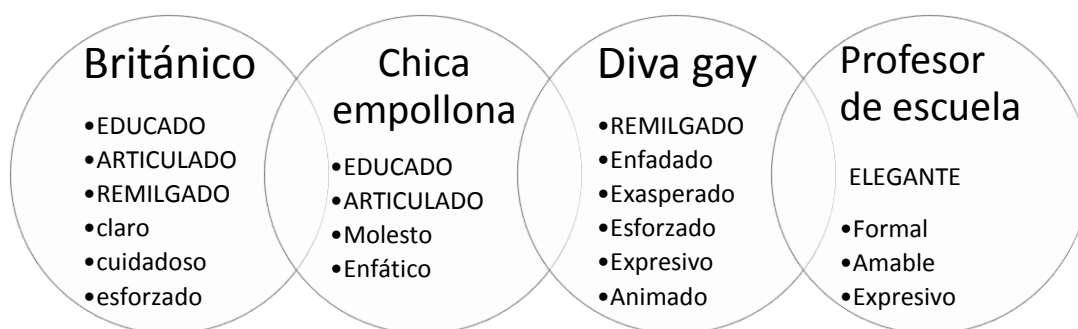 Británico
•EDUCADO
•ARTICULADO
•REMILGADO
•claro
•cuidadoso
•esforzado
Chica
empollona
•EDUCADO
•ARTICULADO
•Molesto
•Enfático
Diva gay
•REMILGADO
•Enfadado
•Exasperado
•Esforzado
•Expresivo
•Animado
Profesor
de escuela
ELEGANTE
•Formal
•Amable
•Expresivo